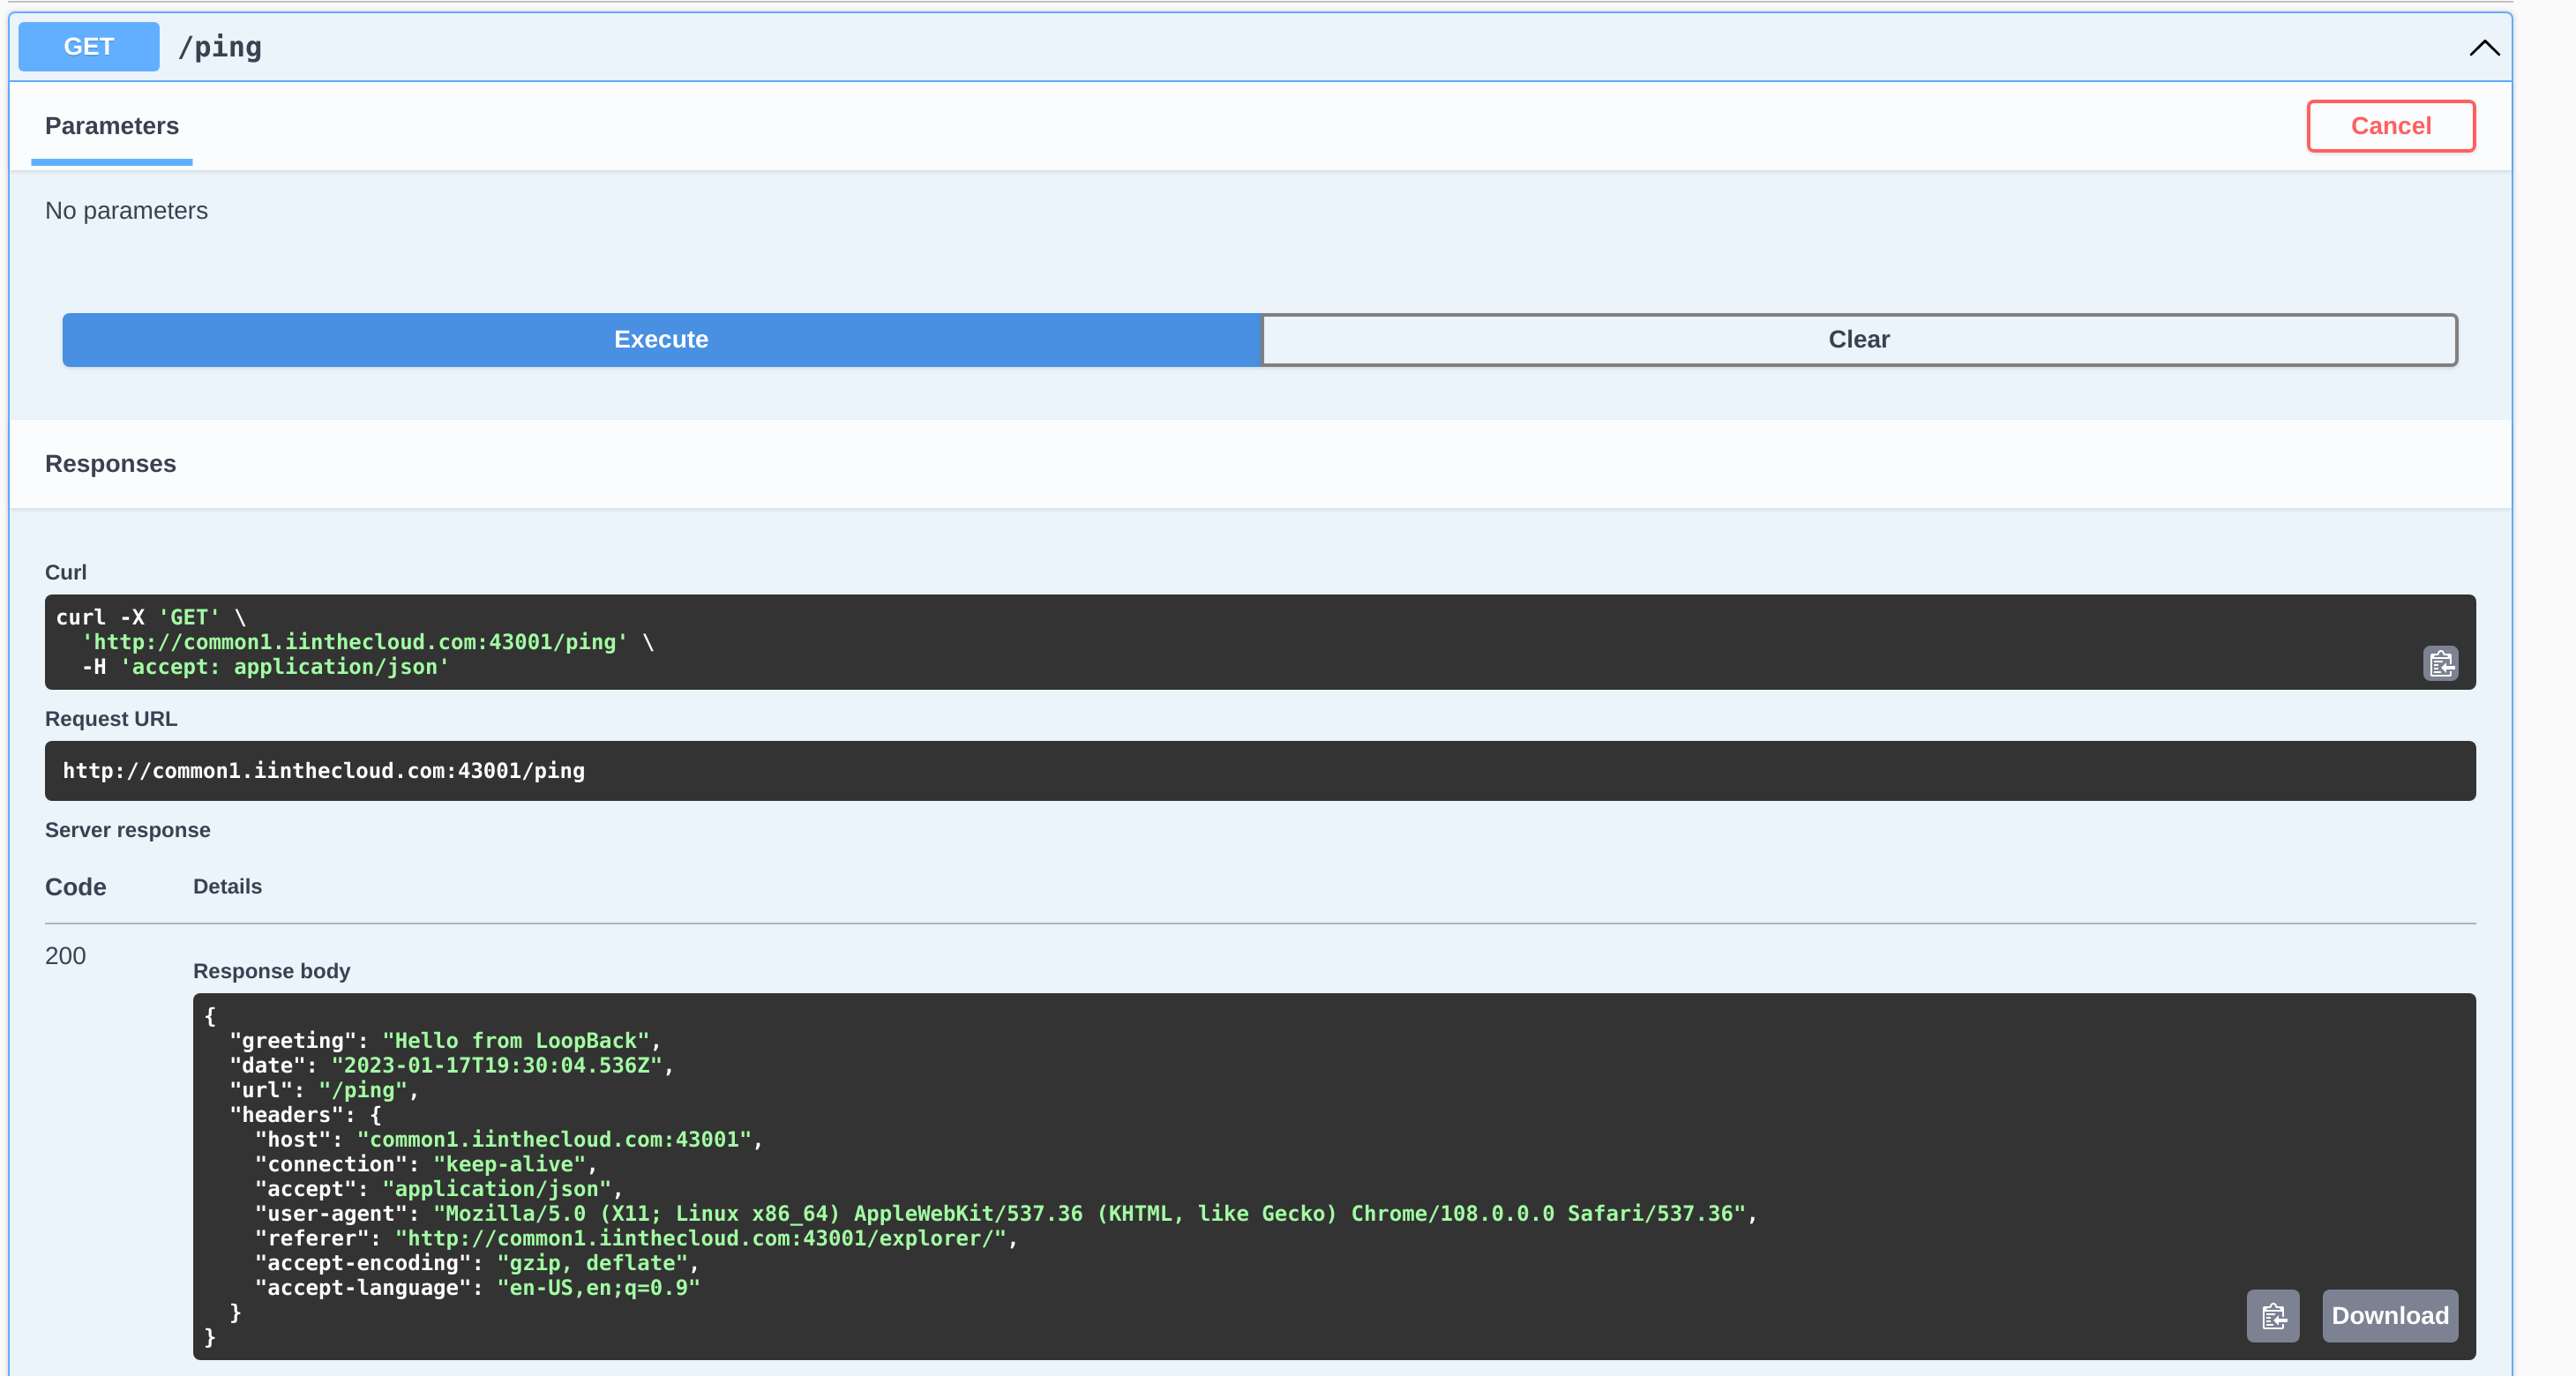 GET /ping
Parameters
Cancel
No parameters
Execute
Clear
Responses
Curl
curl -X 'GET' \
  'http://common1.iinthecloud.com:43001/ping' \
  -H 'accept: application/json'
Request URL
http://common1.iinthecloud.com:43001/ping
Server response
Code Details
200
Response body
{
  "greeting": "Hello from LoopBack",
  "date": "2023-01-17T19:30:04.536Z",
  "url": "/ping",
  "headers": {
    "host": "common1.iinthecloud.com:43001",
    "connection": "keep-alive",
    "accept": "application/json",
    "user-agent": "Mozilla/5.0 (X11; Linux x86_64) AppleWebKit/537.36 (KHTML, like Gecko) Chrome/108.0.0.0 Safari/537.36",
    "referer": "http://common1.iinthecloud.com:43001/explorer/",
    "accept-encoding": "gzip, deflate",
    "accept-language": "en-US,en;q=0.9"
  }
}
Download